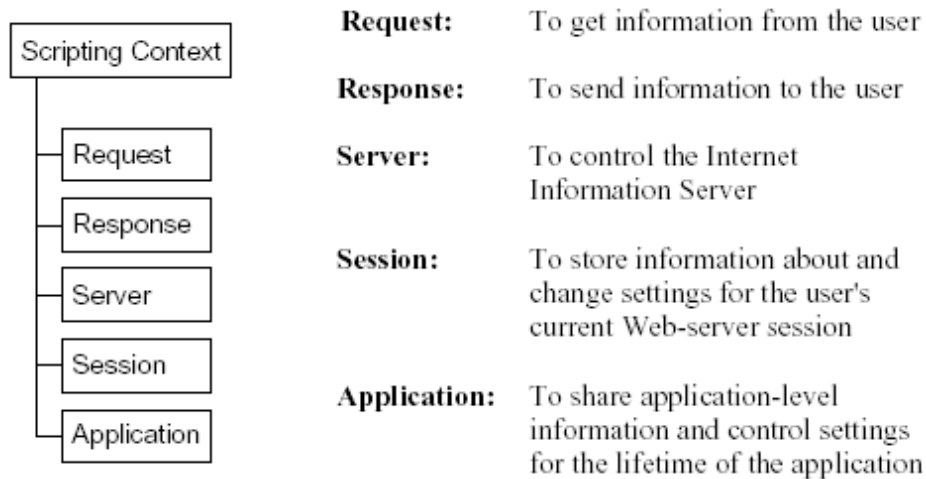 Scripting Context
Request
Response
Server
Session
Application
Request: To get information from the user
Response: To send information to the user
Server: To control the Internet
Information Server
Session: To store information about and
change settings for the user's
current Web-server session
Application: To share application-level
information and control settings
for the lifetime of the application